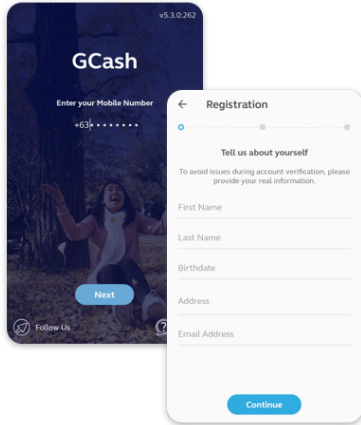 v5.3.0:262
GCash
Enter your Mobile Number
+63
Next
Follow Us
Registration
Tell us about yourself
To avoid issues during account verification, please
provide your real information.
First Name
Last Name
Birthdate
Address
Email Address
Continue